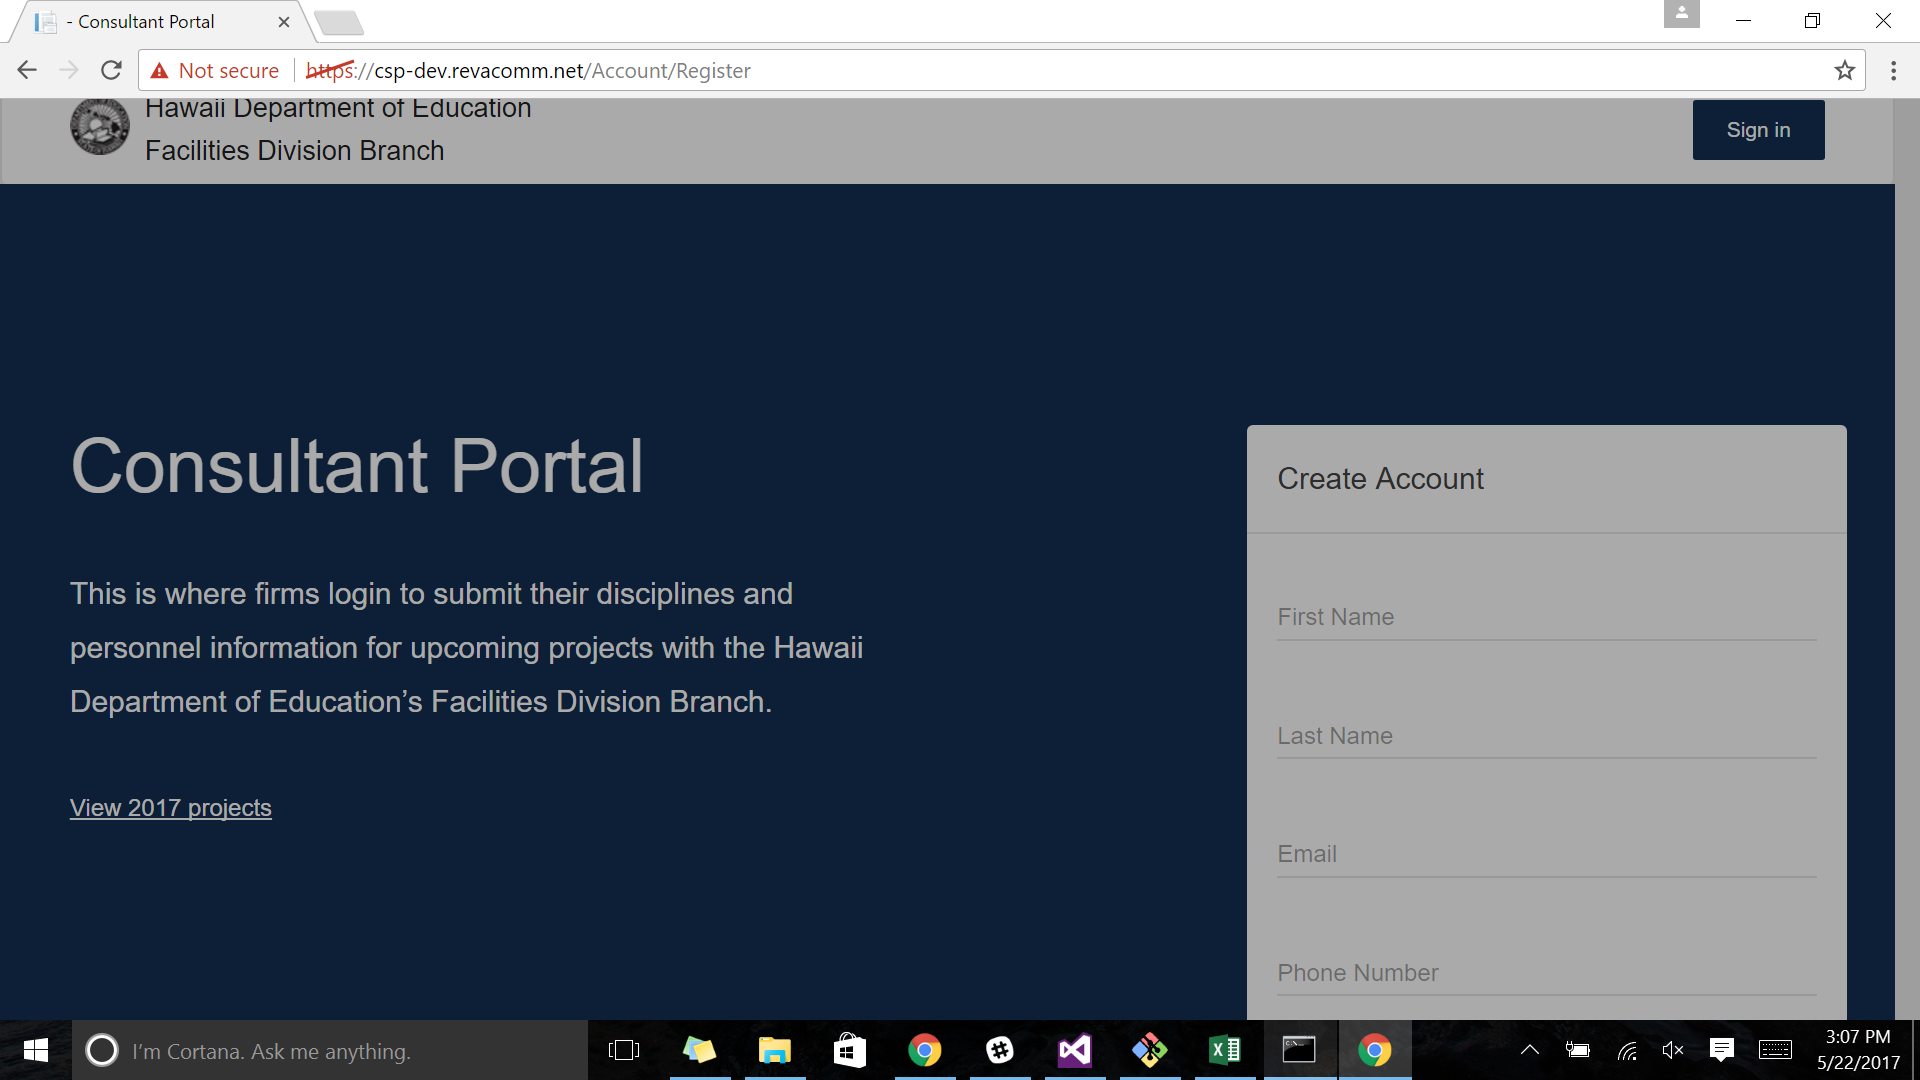 - Consultant Portal
Not secure https://csp-dev.revacomm.net/Account/Register
Hawaii Department of Education
Facilities Division Branch
Sign in
Consultant Portal
This is where firms login to submit their disciplines and
personnel information for upcoming projects with the Hawaii
Department of Education’s Facilities Division Branch.
View 2017 projects
Create Account
First Name
Last Name
Email
Phone Number
I’m Cortana. Ask me anything.
3:07 PM
5/22/2017